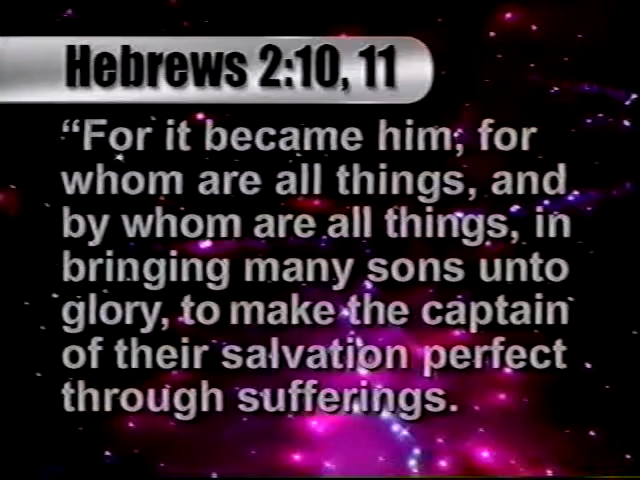 Hebrews 2:10, 11
“For it became him, for
whom are all things, and
by whom are all things, in
bringing many sons unto
glory, to make the captain
of their salvation perfect
through sufferings.